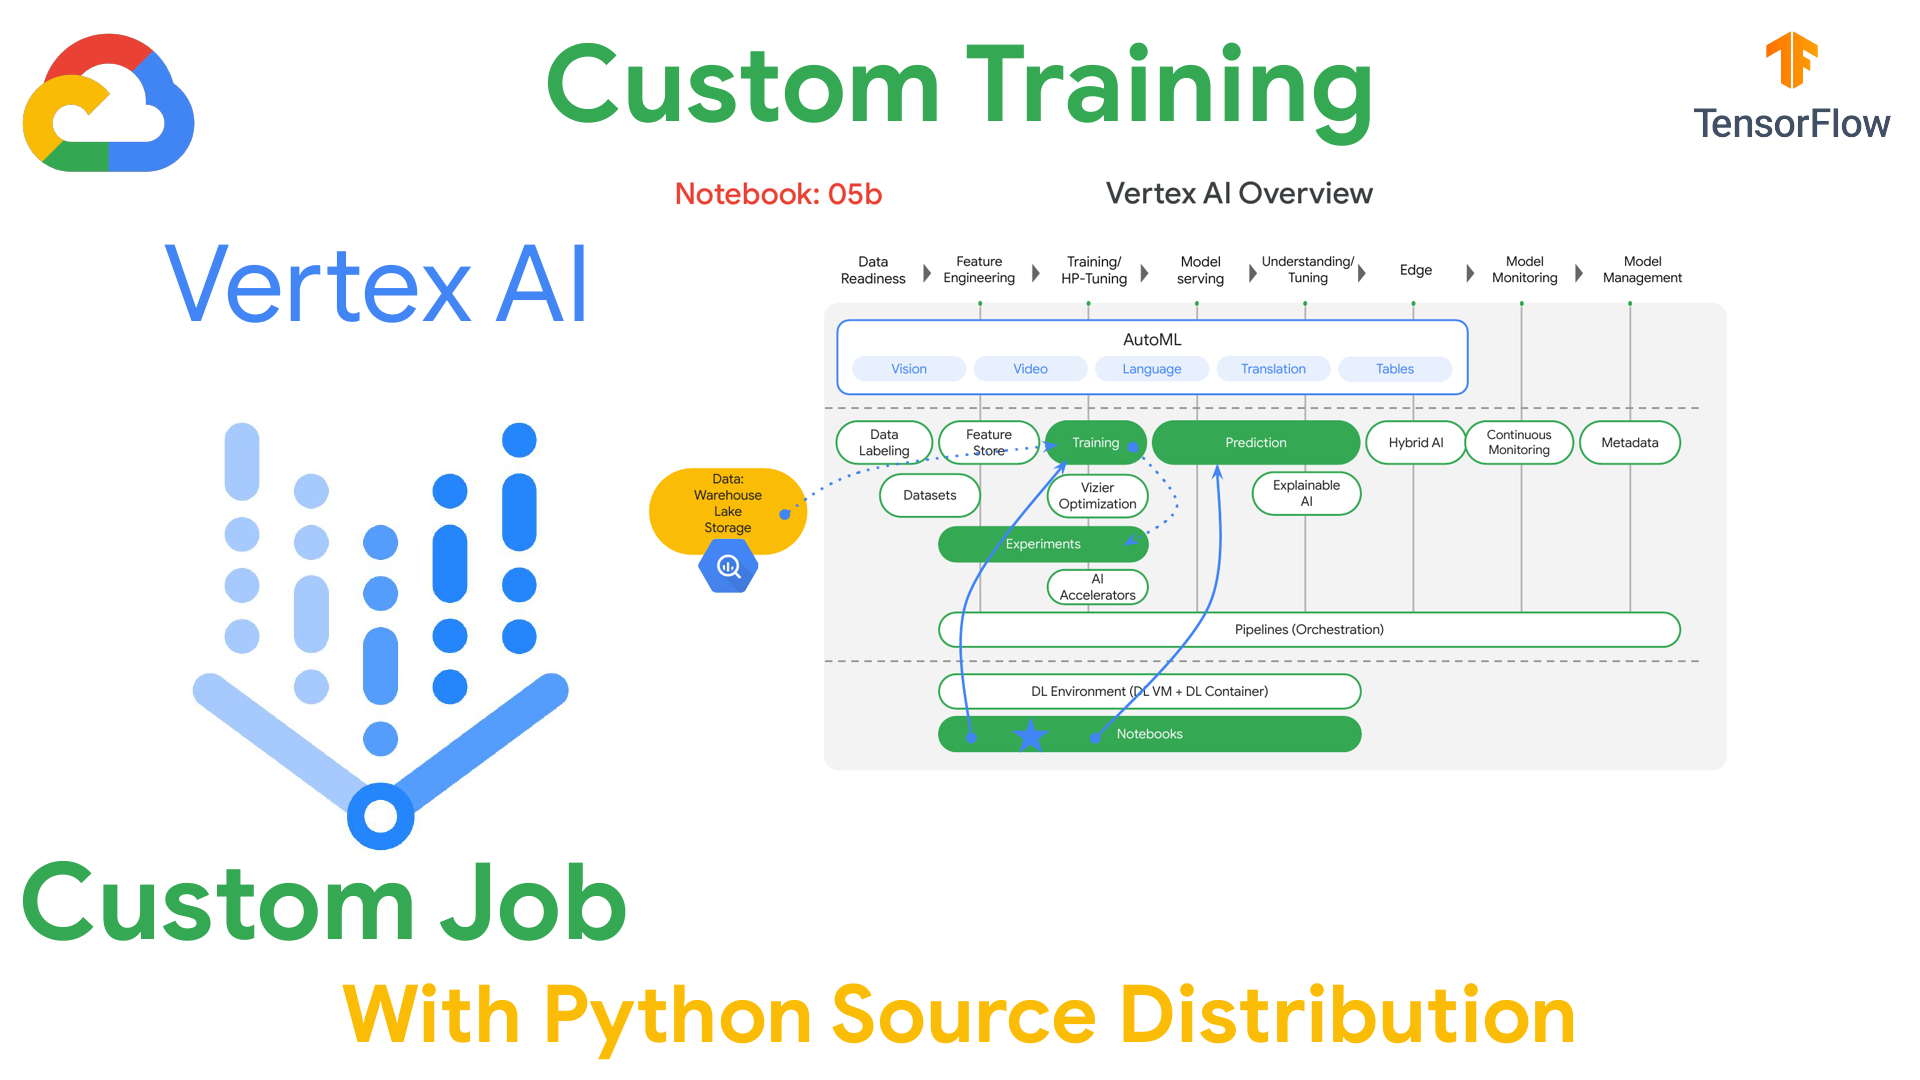 Custom Training
TensorFlow
Notebook: 05b
Vertex AI Overview
Vertex AI
Data
Readiness
Feature
Engineering
Training/
HP-Tuning
Model
serving
Understanding/
Tuning
Edge
Model
Monitoring
Model
Management
AutoML
Vision
Video
Language
Translation
Tables
Data
Labeling
Feature
Store
Training
Prediction
Hybrid AI
Continuous
Monitoring
Metadata
Data:
Warehouse
Lake
Storage
Datasets
Vizier
Optimization
Explainable
AI
Experiments
AI
Accelerators
Pipelines (Orchestration)
DL Environment (DL VM + DL Container)
Notebooks
Custom Job
With Python Source Distribution